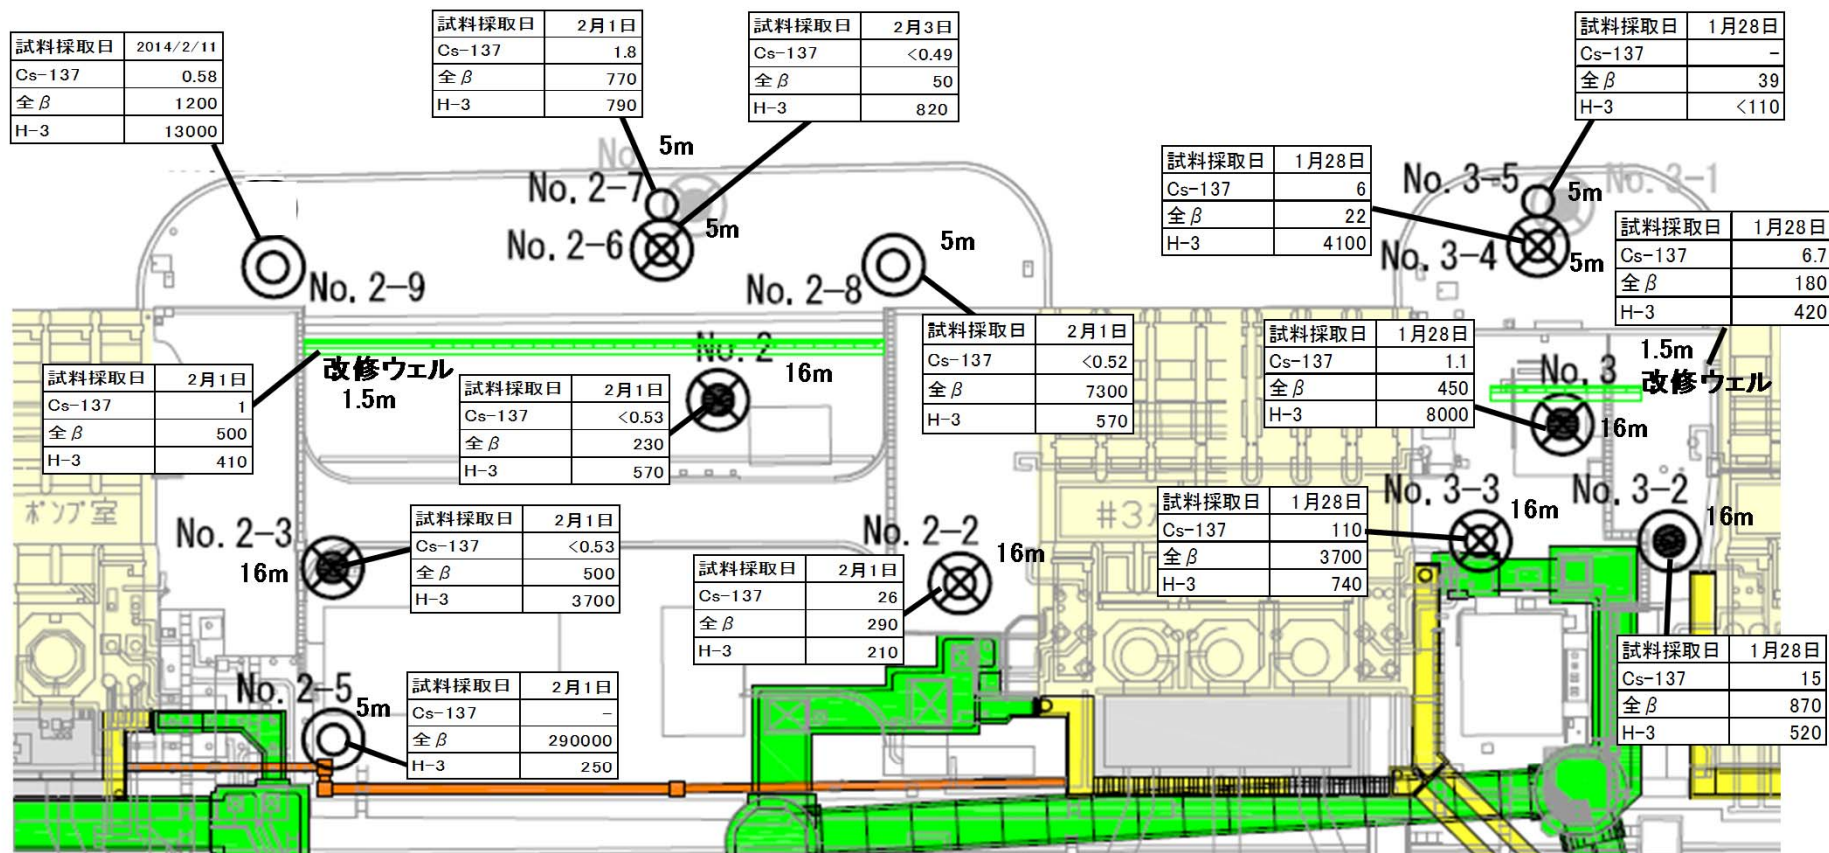 試料採取日 2014/2/11
Cs-137 0.58
全β 1200
H-3 13000
試料採取日 2月1日
Cs-137 1.8
全β 770
H-3 790
試料採取日 2月3日
Cs-137 <0.49
全β 50
H-3 820
試料採取日 1月28日
Cs-137 -
全β 39
H-3 <110
試料採取日 1月28日
Cs-137 6
全β 22
H-3 4100
試料採取日 1月28日
Cs-137 6.7
全β 180
H-3 420
No
5m
No. 2-7
5m
No. 2-6
5m
No. 2-9
No. 2-8
No. 3-5
5m
No. 3-1
No. 3-4
5m
試料採取日 2月1日
Cs-137 1
全β 500
H-3 410
改修ウェル
1.5m
No. 2
16m
試料採取日 2月1日
Cs-137 <0.53
全β 230
H-3 570
試料採取日 2月1日
Cs-137 <0.52
全β 7300
H-3 570
試料採取日 1月28日
Cs-137 1.1
全β 450
H-3 8000
No. 3
16m
1.5m
改修ウェル
ポンプ室
No. 2-3
16m
試料採取日 2月1日
Cs-137 <0.53
全β 500
H-3 3700
No. 2-2
16m
試料採取日 2月1日
Cs-137 26
全β 290
H-3 210
#3
試料採取日 1月28日
Cs-137 110
全β 3700
H-3 740
No. 3-3
16m
No. 3-2
16m
試料採取日 1月28日
Cs-137 15
全β 870
H-3 520
No. 2-5
5m
試料採取日 2月1日
Cs-137 -
全β 290000
H-3 250